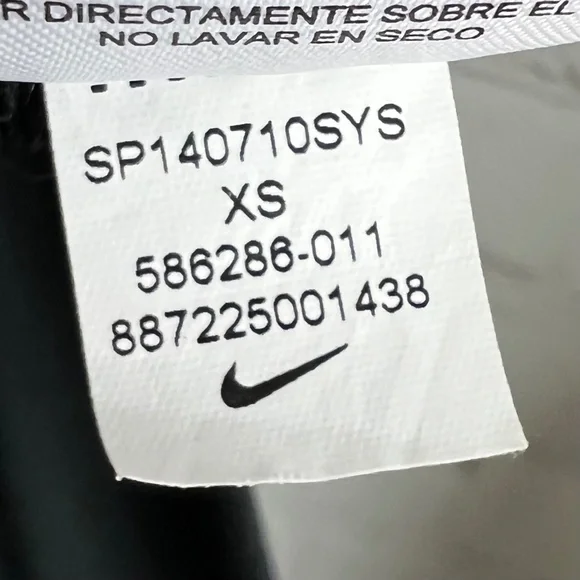 R DIRECTAMENTE SOBRE EL
NO LAVAR EN SECO
SP140710SYS
XS
586286-011
887225001438